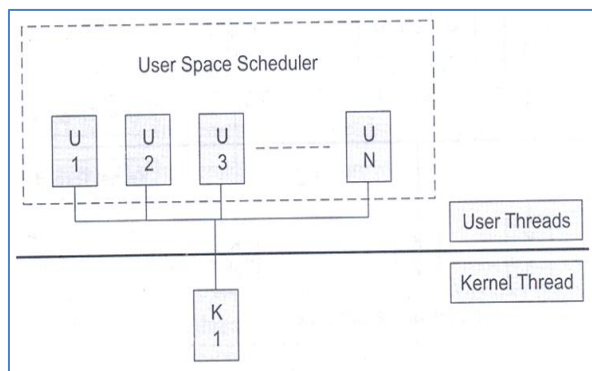 User Space Scheduler
U U U U
1 2 3 N
User Threads
Kernel Thread
K
1